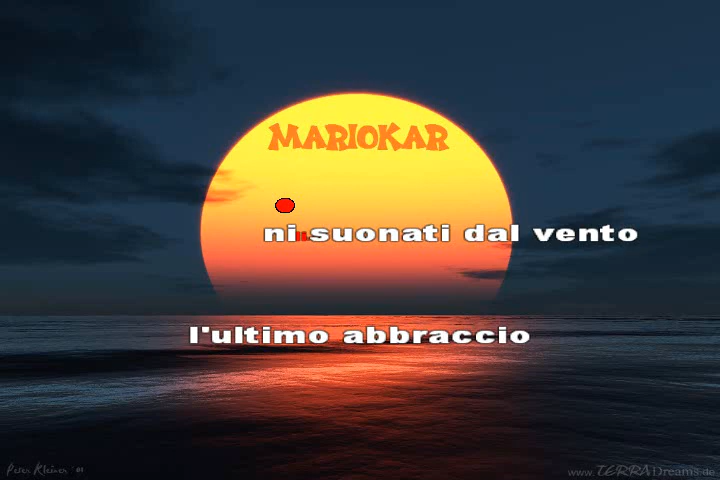 MARIOKAR
ni suonati dal vento
l'ultimo abbraccio
Peter Kleiner '01
www.TERRADreams.de